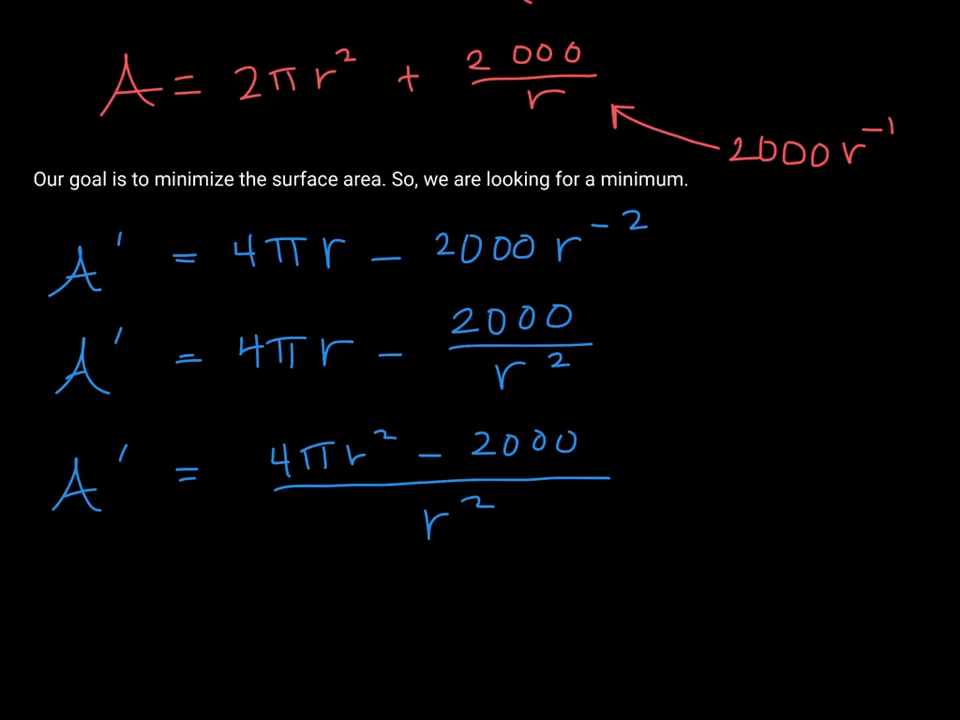 A = 2πr² + 2000/r
2000r⁻¹
Our goal is to minimize the surface area. So, we are looking for a minimum.
A' = 4πr - 2000r⁻²
A' = 4πr - 2000/r²
A' = (4πr² - 2000)/r²